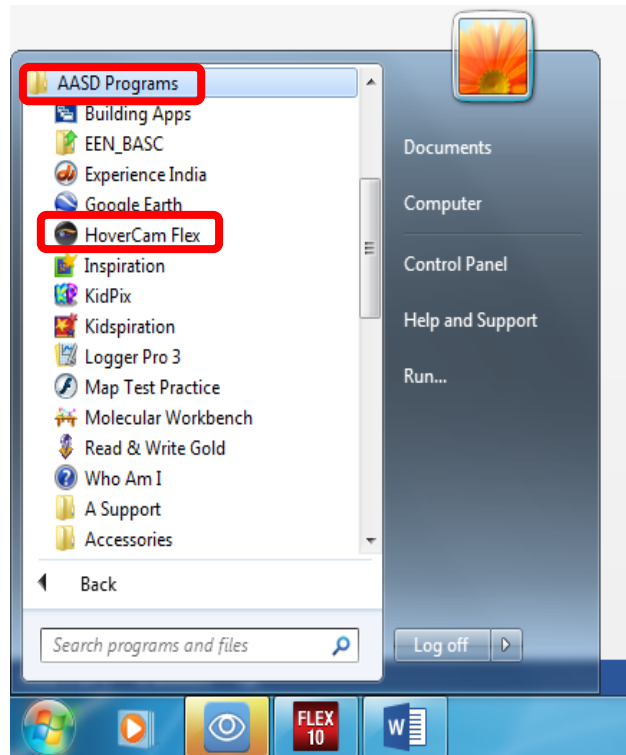 AASD Programs
Building Apps
EEN_BASC
Experience India
Google Earth
HoverCam Flex
Inspiration
KidPix
Kidspiration
Logger Pro 3
Map Test Practice
Molecular Workbench
Read & Write Gold
Who Am I
A Support
Accessories
Back
Search programs and files
Documents
Computer
Control Panel
Help and Support
Run...
Log off
FLEX
10
W